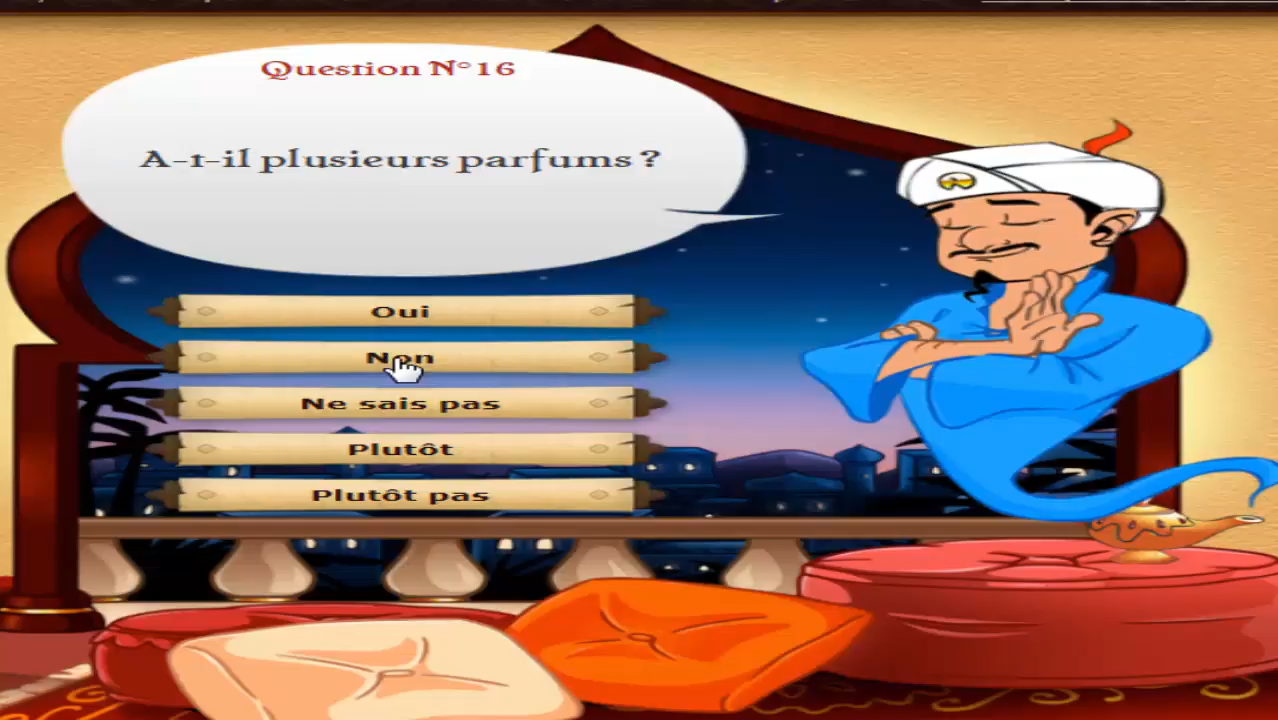 Question N°16
A-t-il plusieurs parfums ?
Oui
Non
Ne sais pas
Plutôt
Plutôt pas